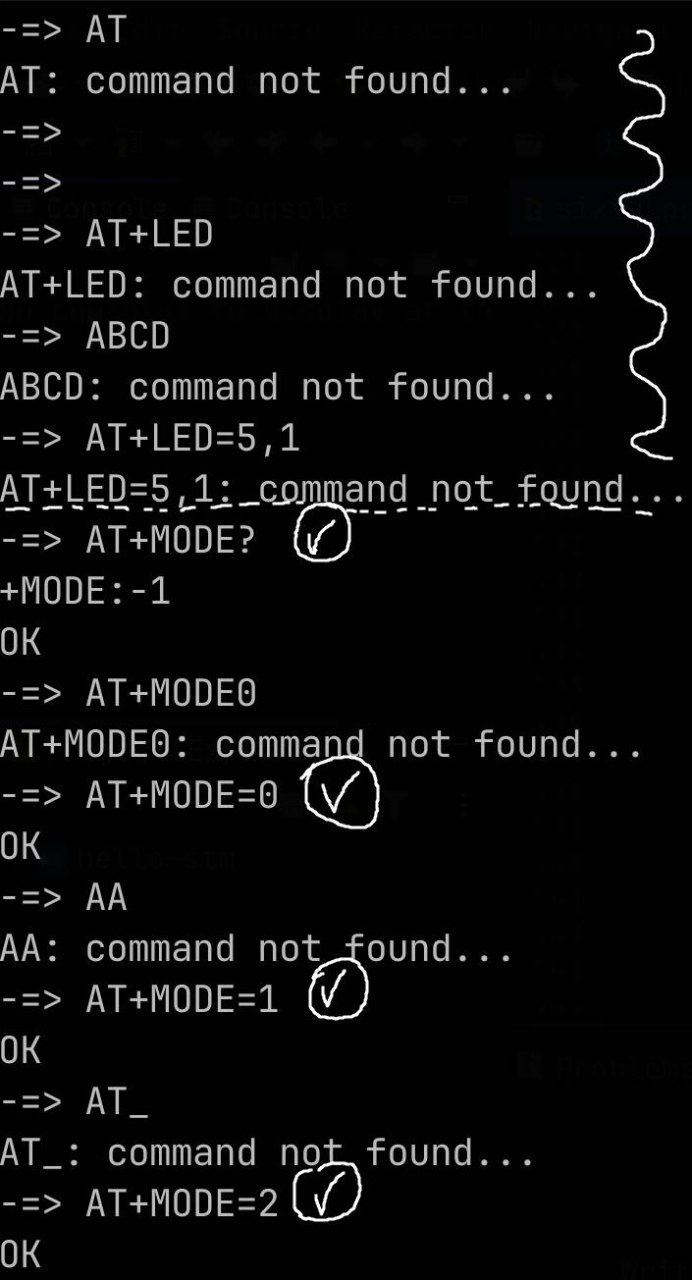 -=> AT
AT: command not found...
-=>
-=>
-=> AT+LED
AT+LED: command not found...
-=> ABCD
ABCD: command not found...
-=> AT+LED=5,1
AT+LED=5,1: command not found...
-=> AT+MODE?
+MODE:-1
OK
-=> AT+MODE0
AT+MODE0: command not found...
-=> AT+MODE=0
OK
hello-stm
-=> AA
AA: command not found...
-=> AT+MODE=1
OK
-=> AT_
AT_: command not found...
-=> AT+MODE=2
OK